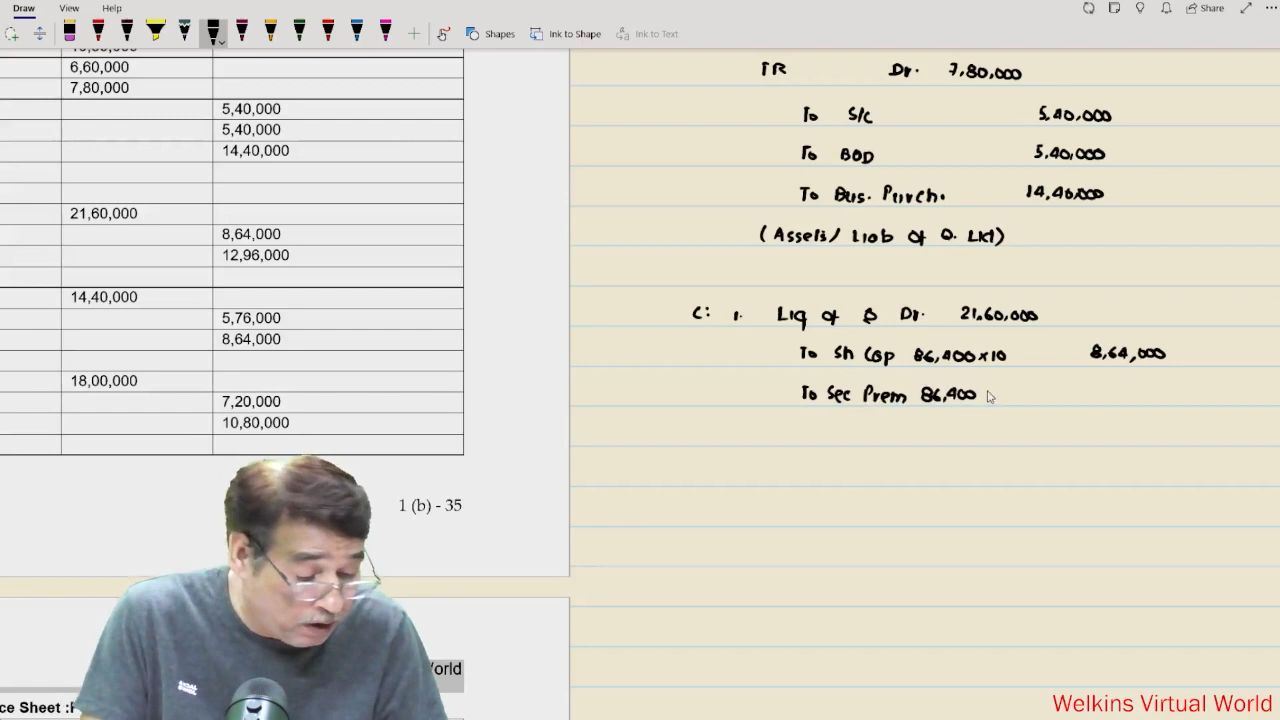 Draw View Help
Share
Shapes Ink to Shape Ink to Text
6,60,000
7,80,000
5,40,000
5,40,000
14,40,000
21,60,000
8,64,000
12,96,000
14,40,000
5,76,000
8,64,000
18,00,000
7,20,000
10,80,000
1 (b) - 35
orld
ce Sheet :
TR Dr. 7,80,000
To S/C 5,40,000
To BOD 5,40,000
To Bus. Purch. 14,40,000
(Assets/ Liab of Ltd)
C: 1. Liq of B Dr. 21,60,000
To Sh Cap 86,400×10 8,64,000
To Sec Prem 86,400
Welkins Virtual World